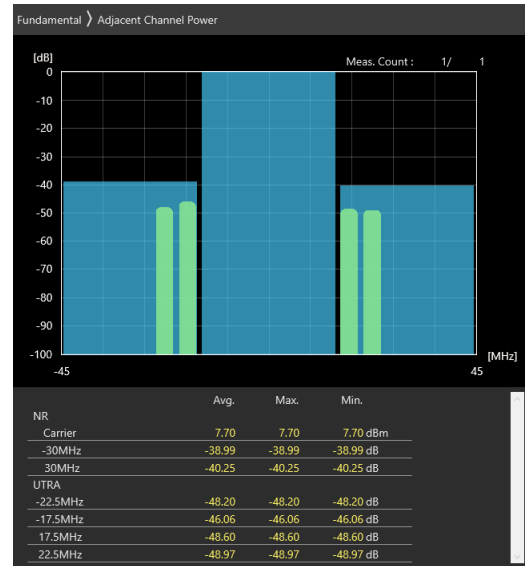 Fundamental 〉 Adjacent Channel Power
[dB]
Meas. Count : 1/ 1
0
-10
-20
-30
-40
-50
-60
-70
-80
-90
-100
[MHz]
-45 45
Avg. Max. Min.
NR
Carrier 7.70 7.70 7.70 dBm
-30MHz -38.99 -38.99 -38.99 dB
30MHz -40.25 -40.25 -40.25 dB
UTRA
-22.5MHz -48.20 -48.20 -48.20 dB
-17.5MHz -46.06 -46.06 -46.06 dB
17.5MHz -48.60 -48.60 -48.60 dB
22.5MHz -48.97 -48.97 -48.97 dB